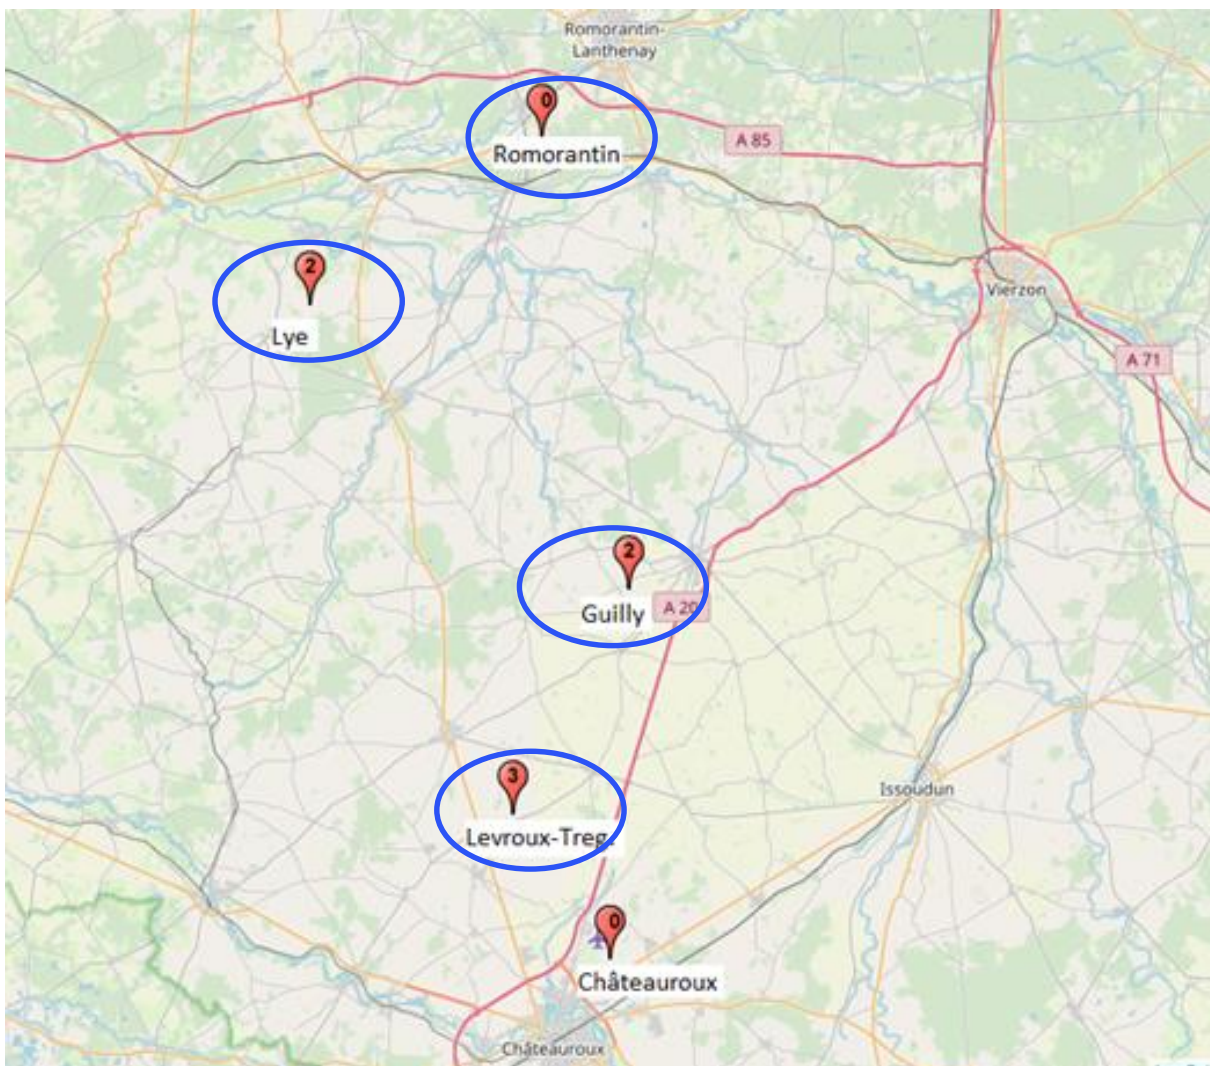 Romorantin-
Lanthenay
0
Romorantin
A 85
2
Lye
Vierzon
A 71
2
Guilly
A 20
3
Levroux-Treg.
Issoudun
0
Châteauroux
Châteauroux